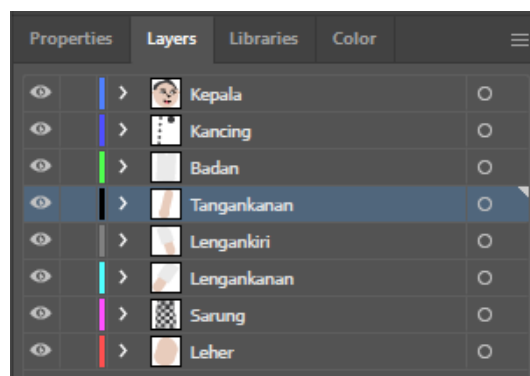 Properties Layers Libraries Color
Kepala
Kancing
Badan
Tangankanan
Lengankiri
Lengankanan
Sarung
Leher